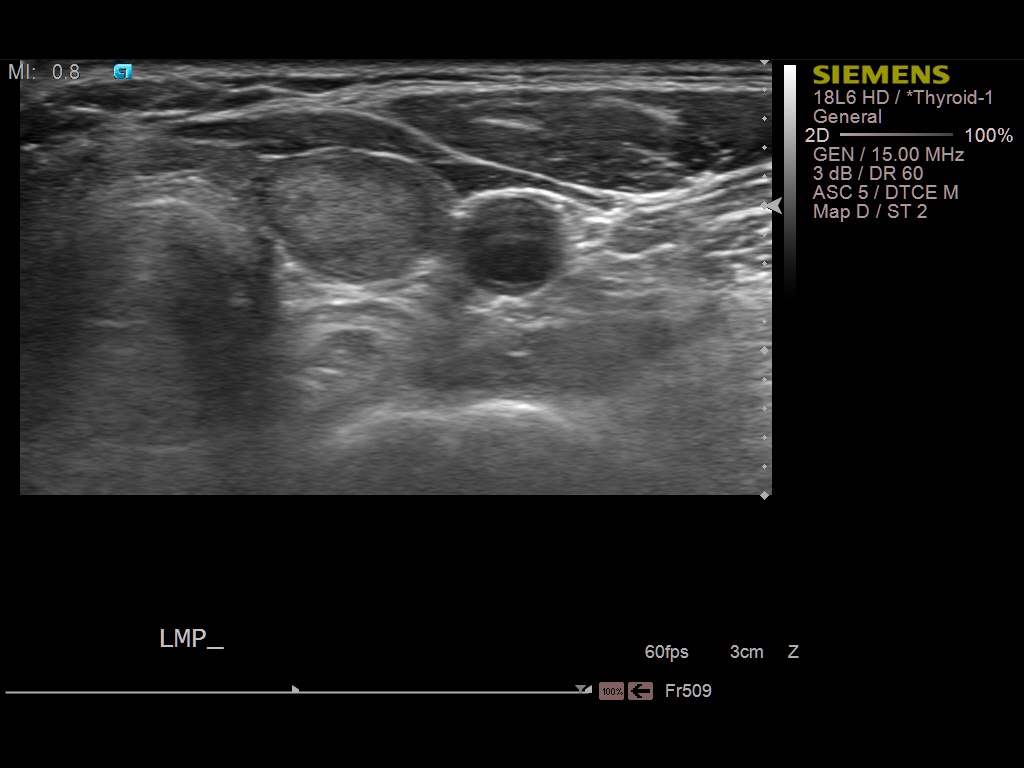 MI: 0.8
SIEMENS
18L6 HD / *Thyroid-1
General
2D 100%
GEN / 15.00 MHz
3 dB / DR 60
ASC 5 / DTCE M
Map D / ST 2
LMP_
60fps 3cm Z
100% Fr509